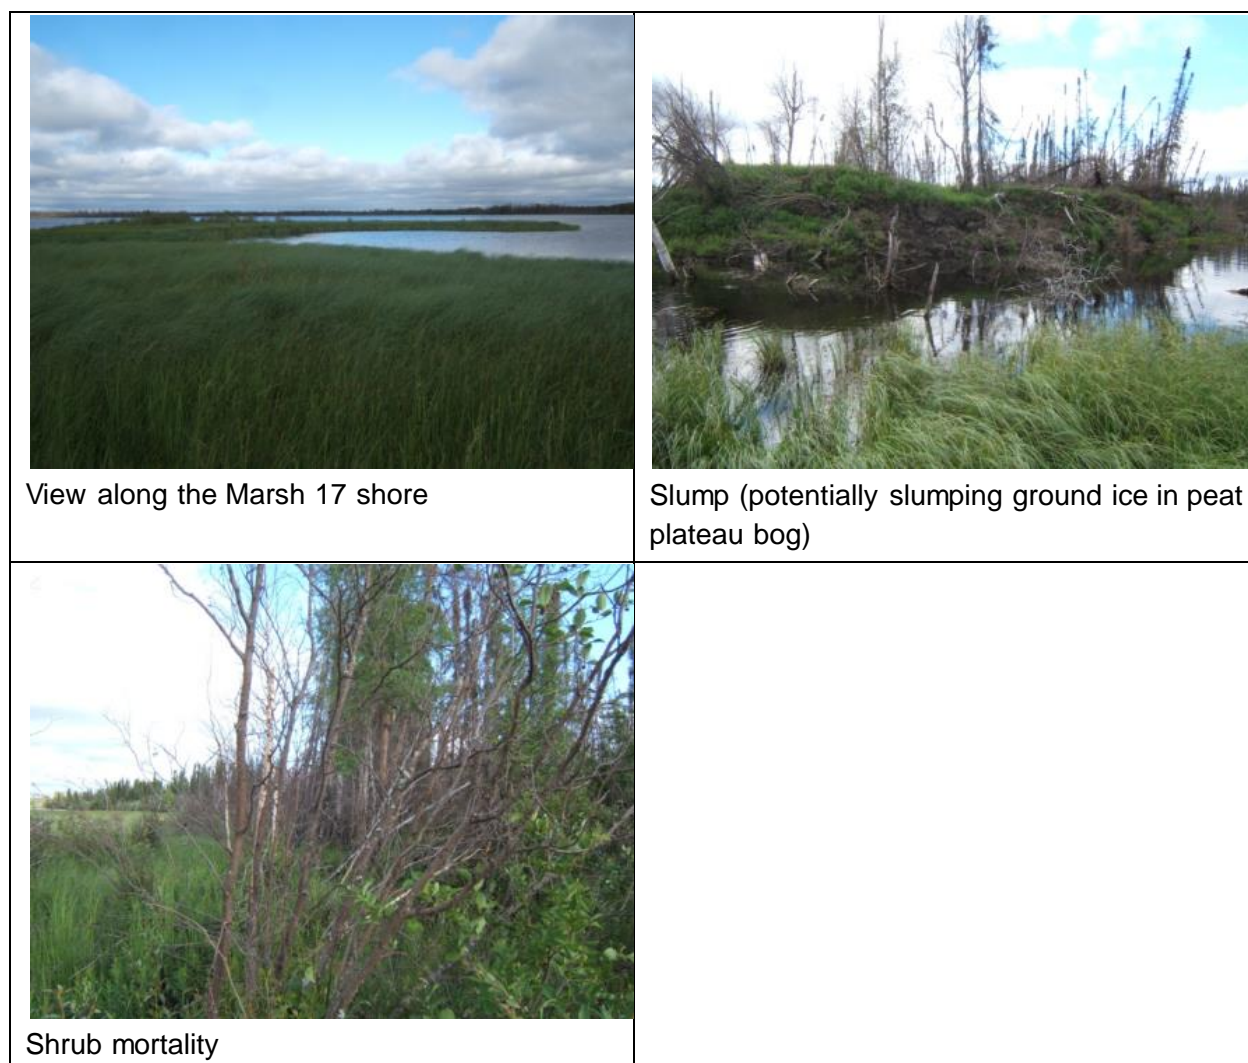 View along the Marsh 17 shore
Slump (potentially slumping ground ice in peat
plateau bog)
Shrub mortality